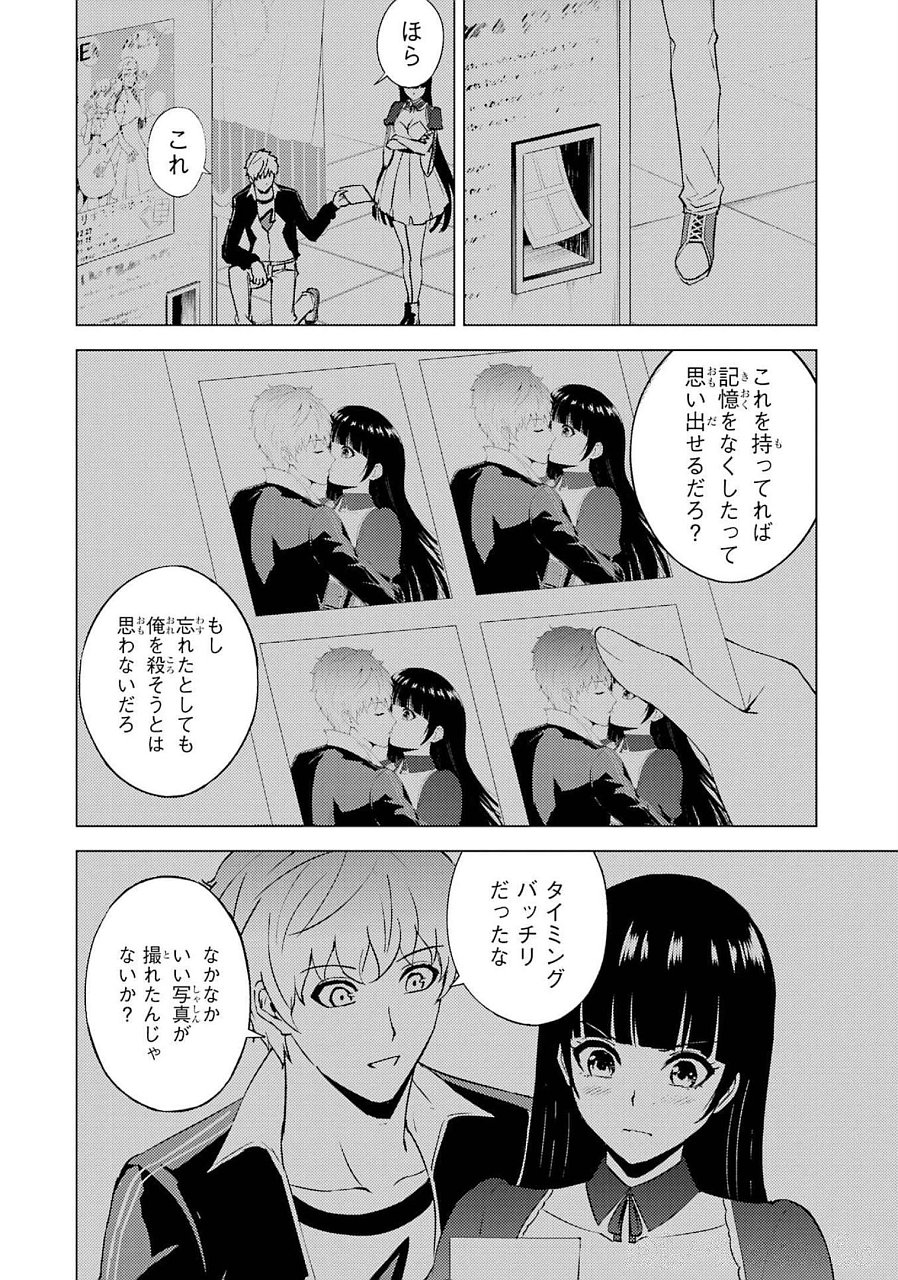 ほら
これ
これを持ってれば
記憶をなくしたって
思い出せるだろ?
もし
忘れたとしても
俺を殺そうとは
思わないだろ
タイミング
バッチリ
だったな
なかなか
いい写真が
撮れたんじゃ
ないか?